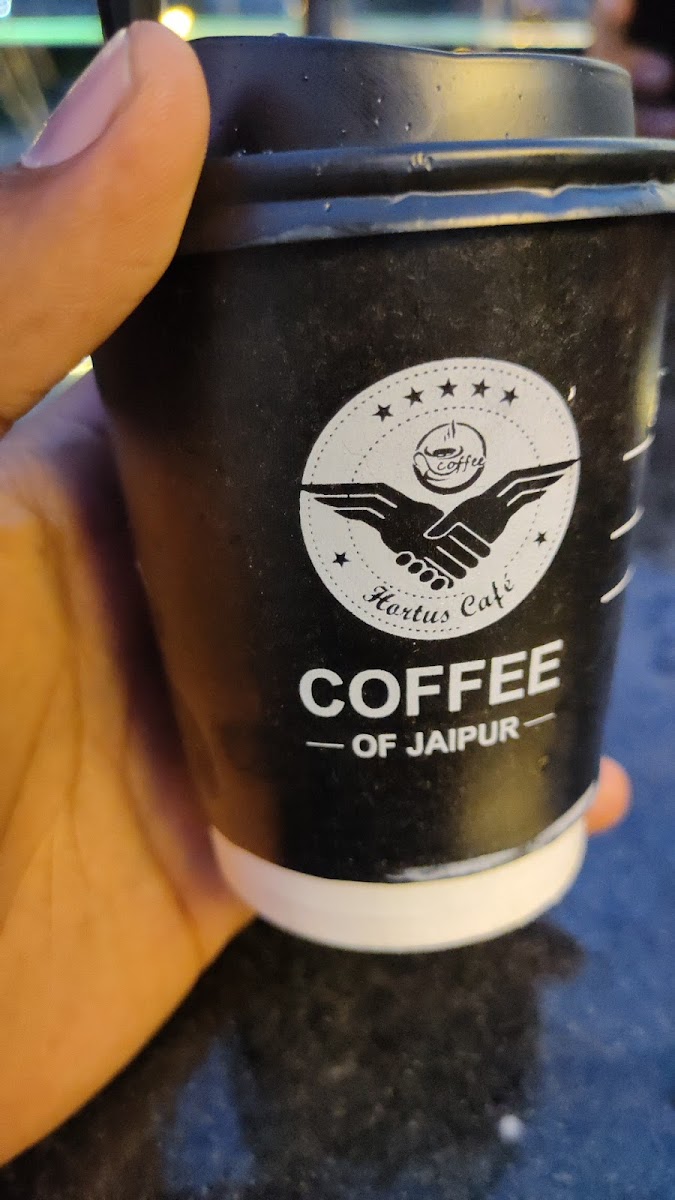 coffee
Hortus Café
COFFEE
— OF JAIPUR —